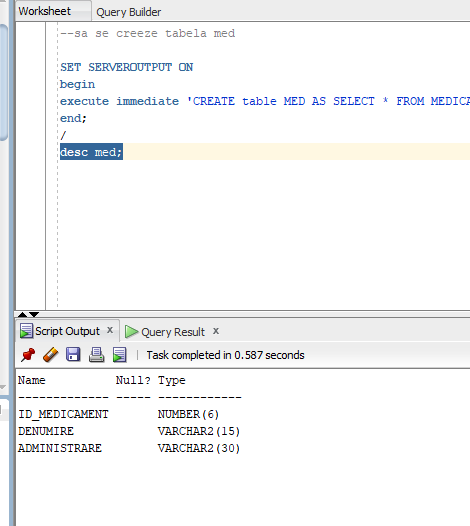 Worksheet Query Builder
--sa se creeze tabela med
SET SERVEROUTPUT ON
begin
execute immediate 'CREATE table MED AS SELECT * FROM MEDICA
end;
/
desc med;
Script Output x Query Result x
Task completed in 0.587 seconds
Name Null? Type
------------- ----- ------------
ID_MEDICAMENT NUMBER(6)
DENUMIRE VARCHAR2(15)
ADMINISTRARE VARCHAR2(30)